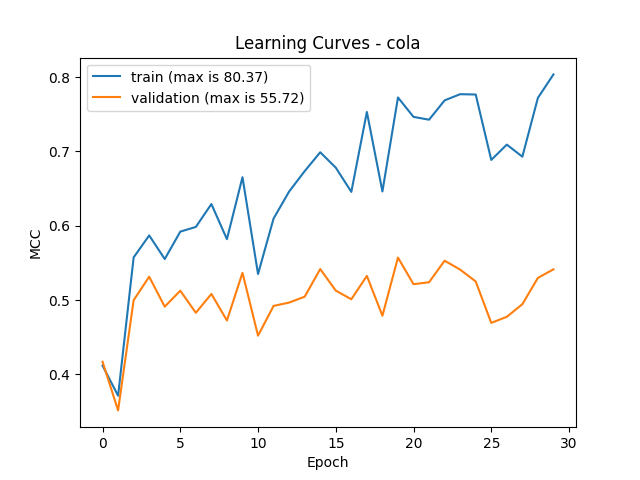 Learning Curves - cola
train (max is 80.37)
validation (max is 55.72)
MCC
0.8
0.7
0.6
0.5
0.4
0 5 10 15 20 25 30
Epoch